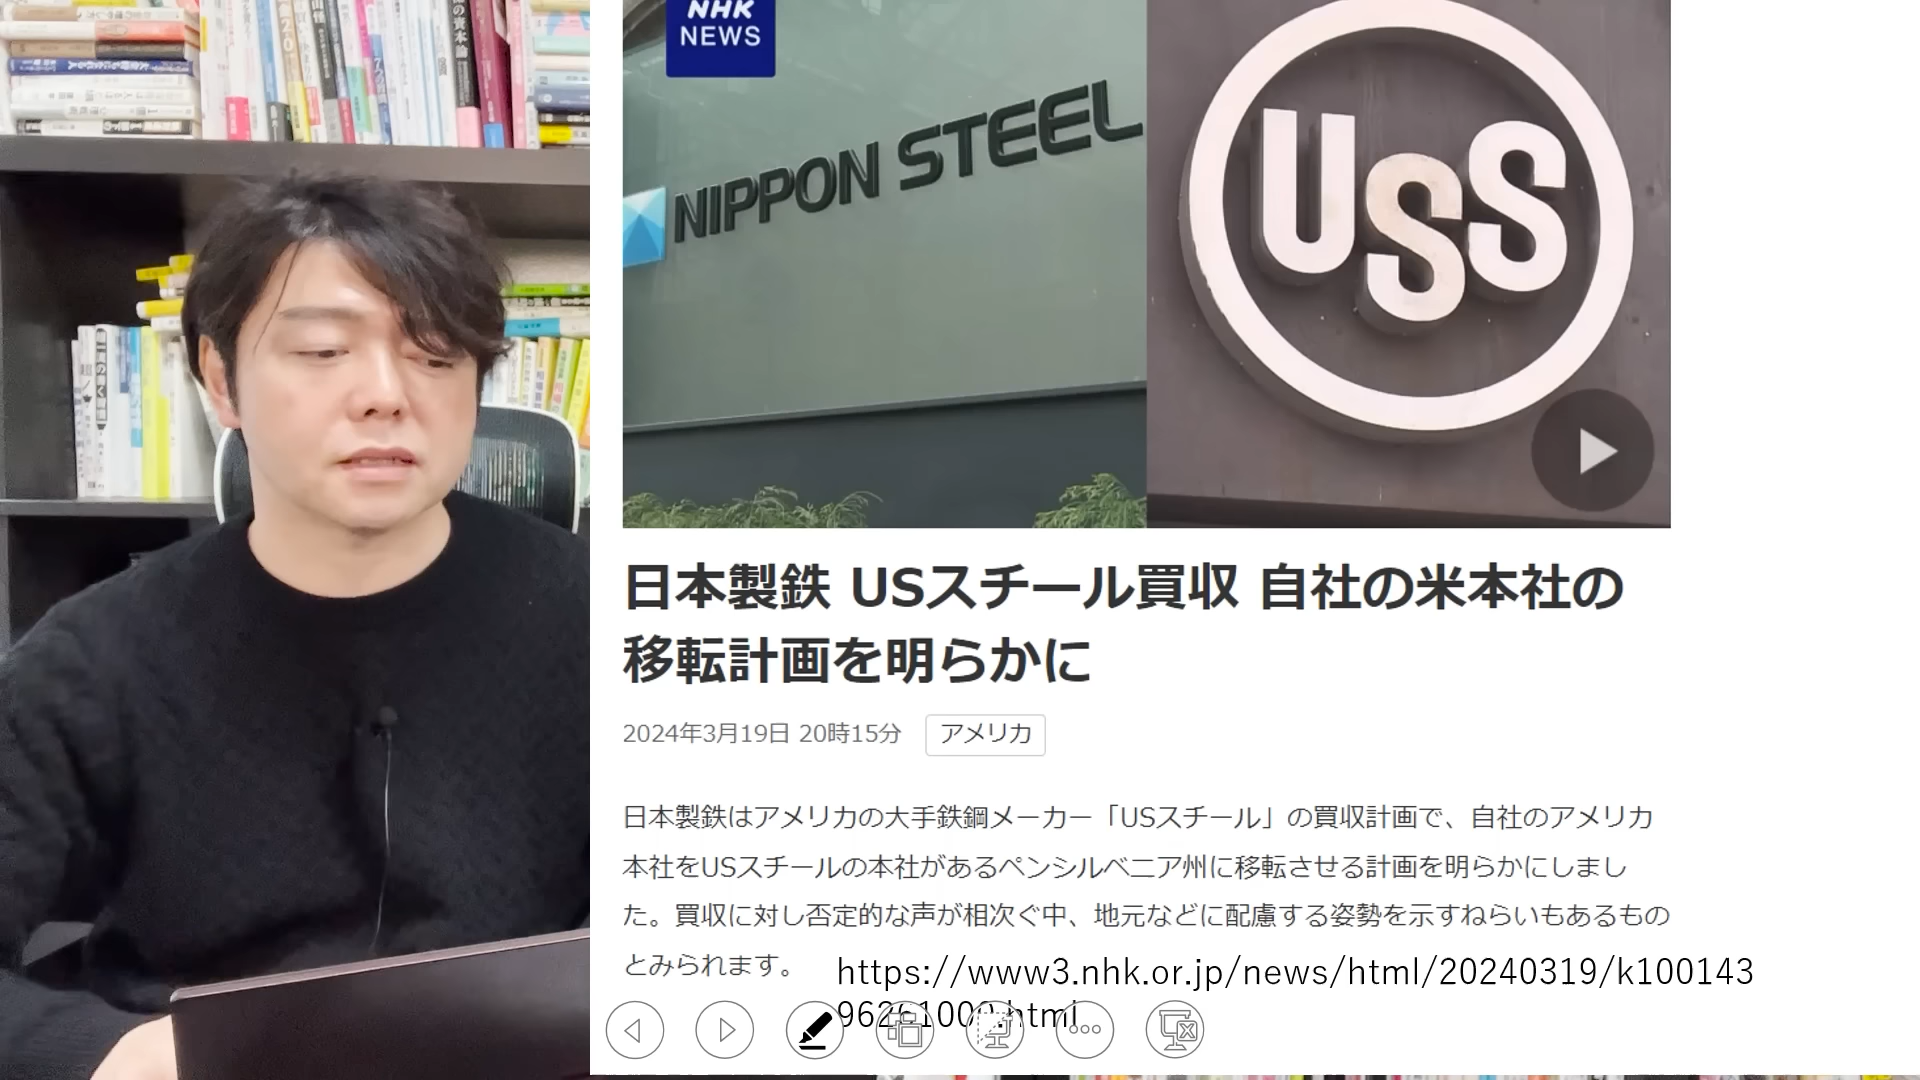 NHK
NEWS
NIPPON STEEL
USS
日本製鉄 USスチール買収 自社の米本社の
移転計画を明らかに
2024年3月19日 20時15分 アメリカ
日本製鉄はアメリカの大手鉄鋼メーカー「USスチール」の買収計画で、自社のアメリカ
本社をUSスチールの本社があるペンシルベニア州に移転させる計画を明らかにしまし
た。買収に対し否定的な声が相次ぐ中、地元などに配慮する姿勢を示すねらいもあるもの
とみられます。
https://www3.nhk.or.jp/news/html/20240319/k100143
96261000.html